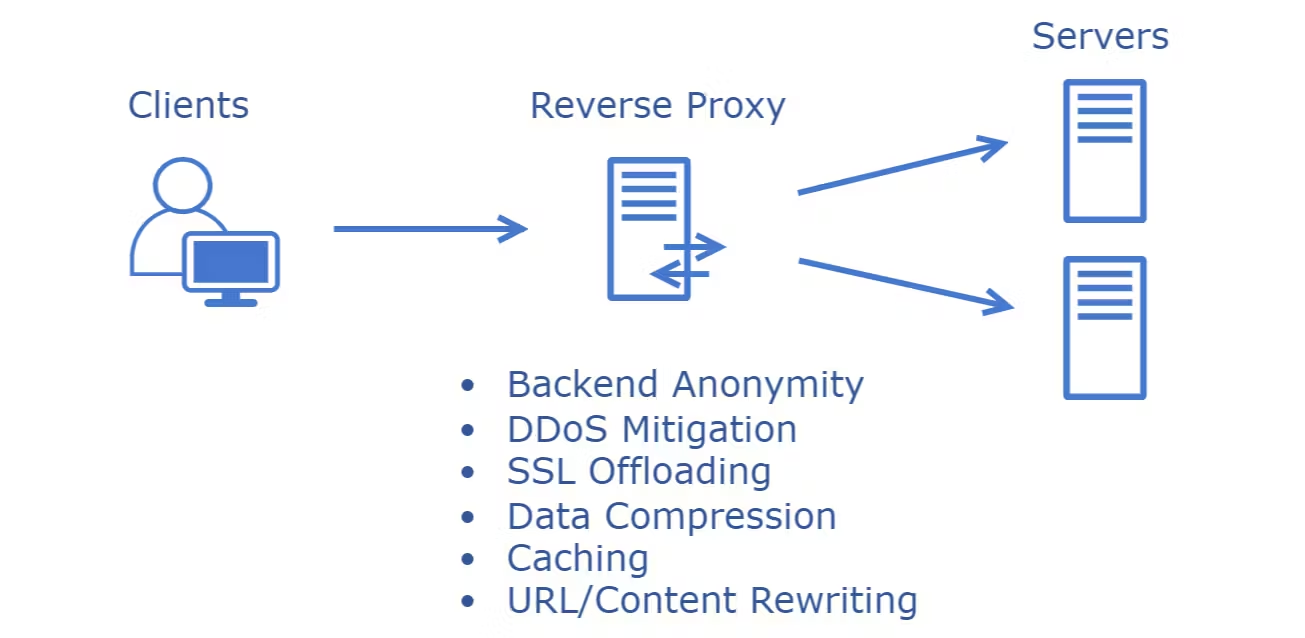 Servers
Clients
Reverse Proxy
• Backend Anonymity
• DDoS Mitigation
• SSL Offloading
• Data Compression
• Caching
• URL/Content Rewriting